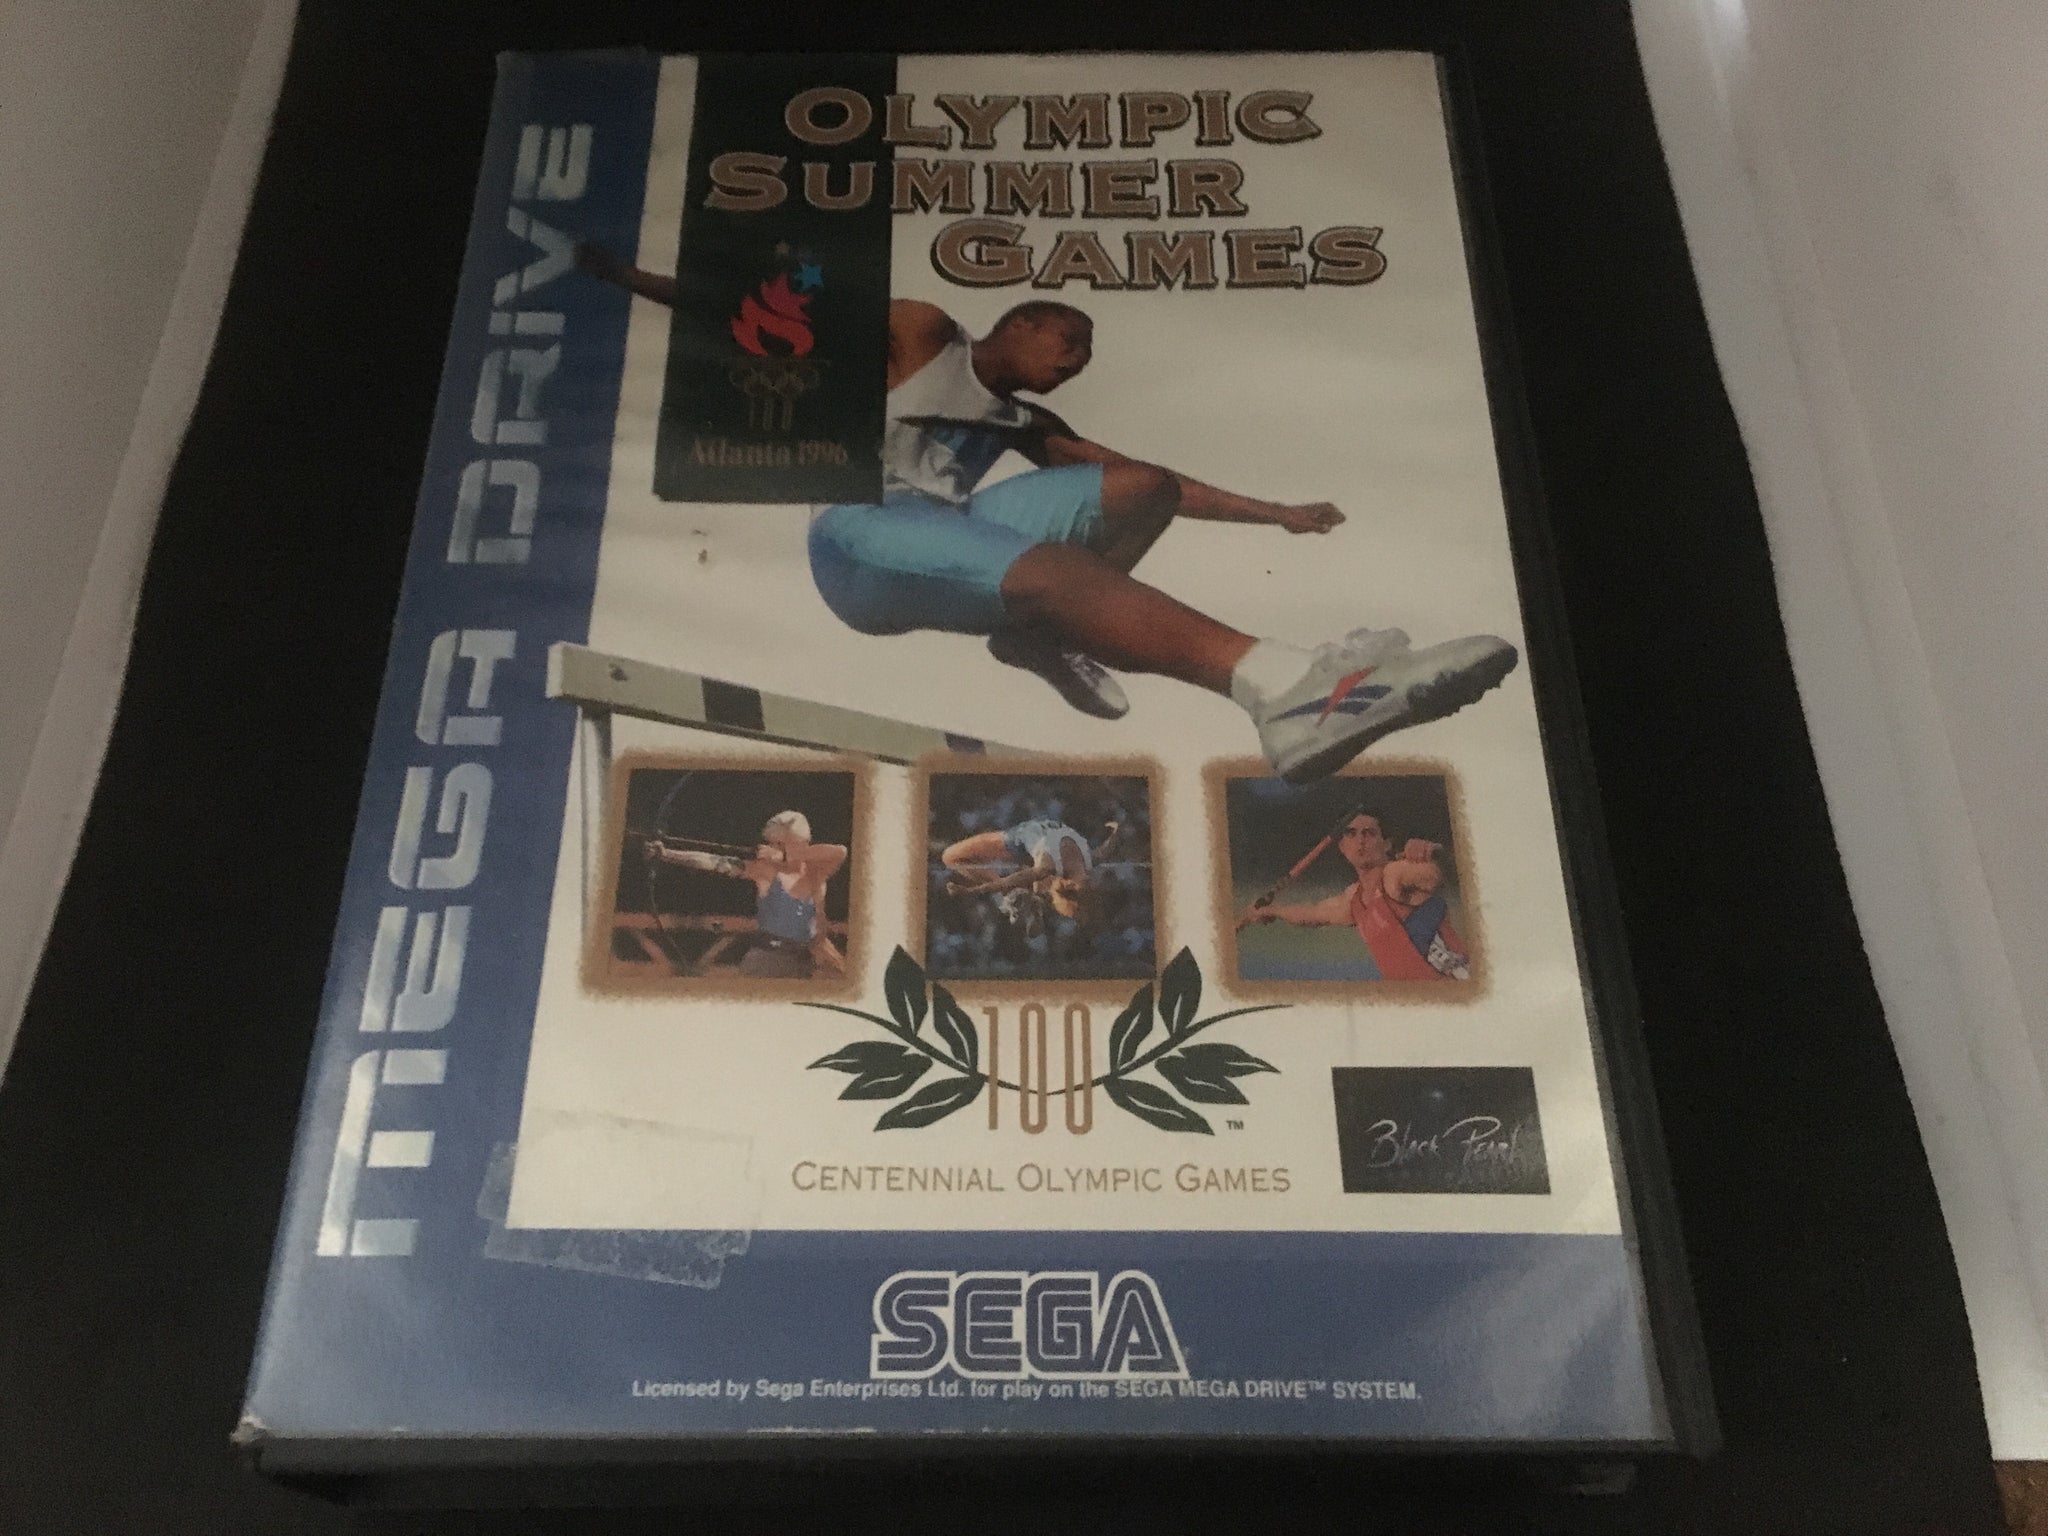 MEGA DRIVE
OLYMPIC
SUMMER
GAMES
Atlanta 1996
100
TM
CENTENNIAL OLYMPIC GAMES
Black Pearl
SEGA
Licensed by Sega Enterprises Ltd. for play on the SEGA MEGA DRIVE™ SYSTEM.